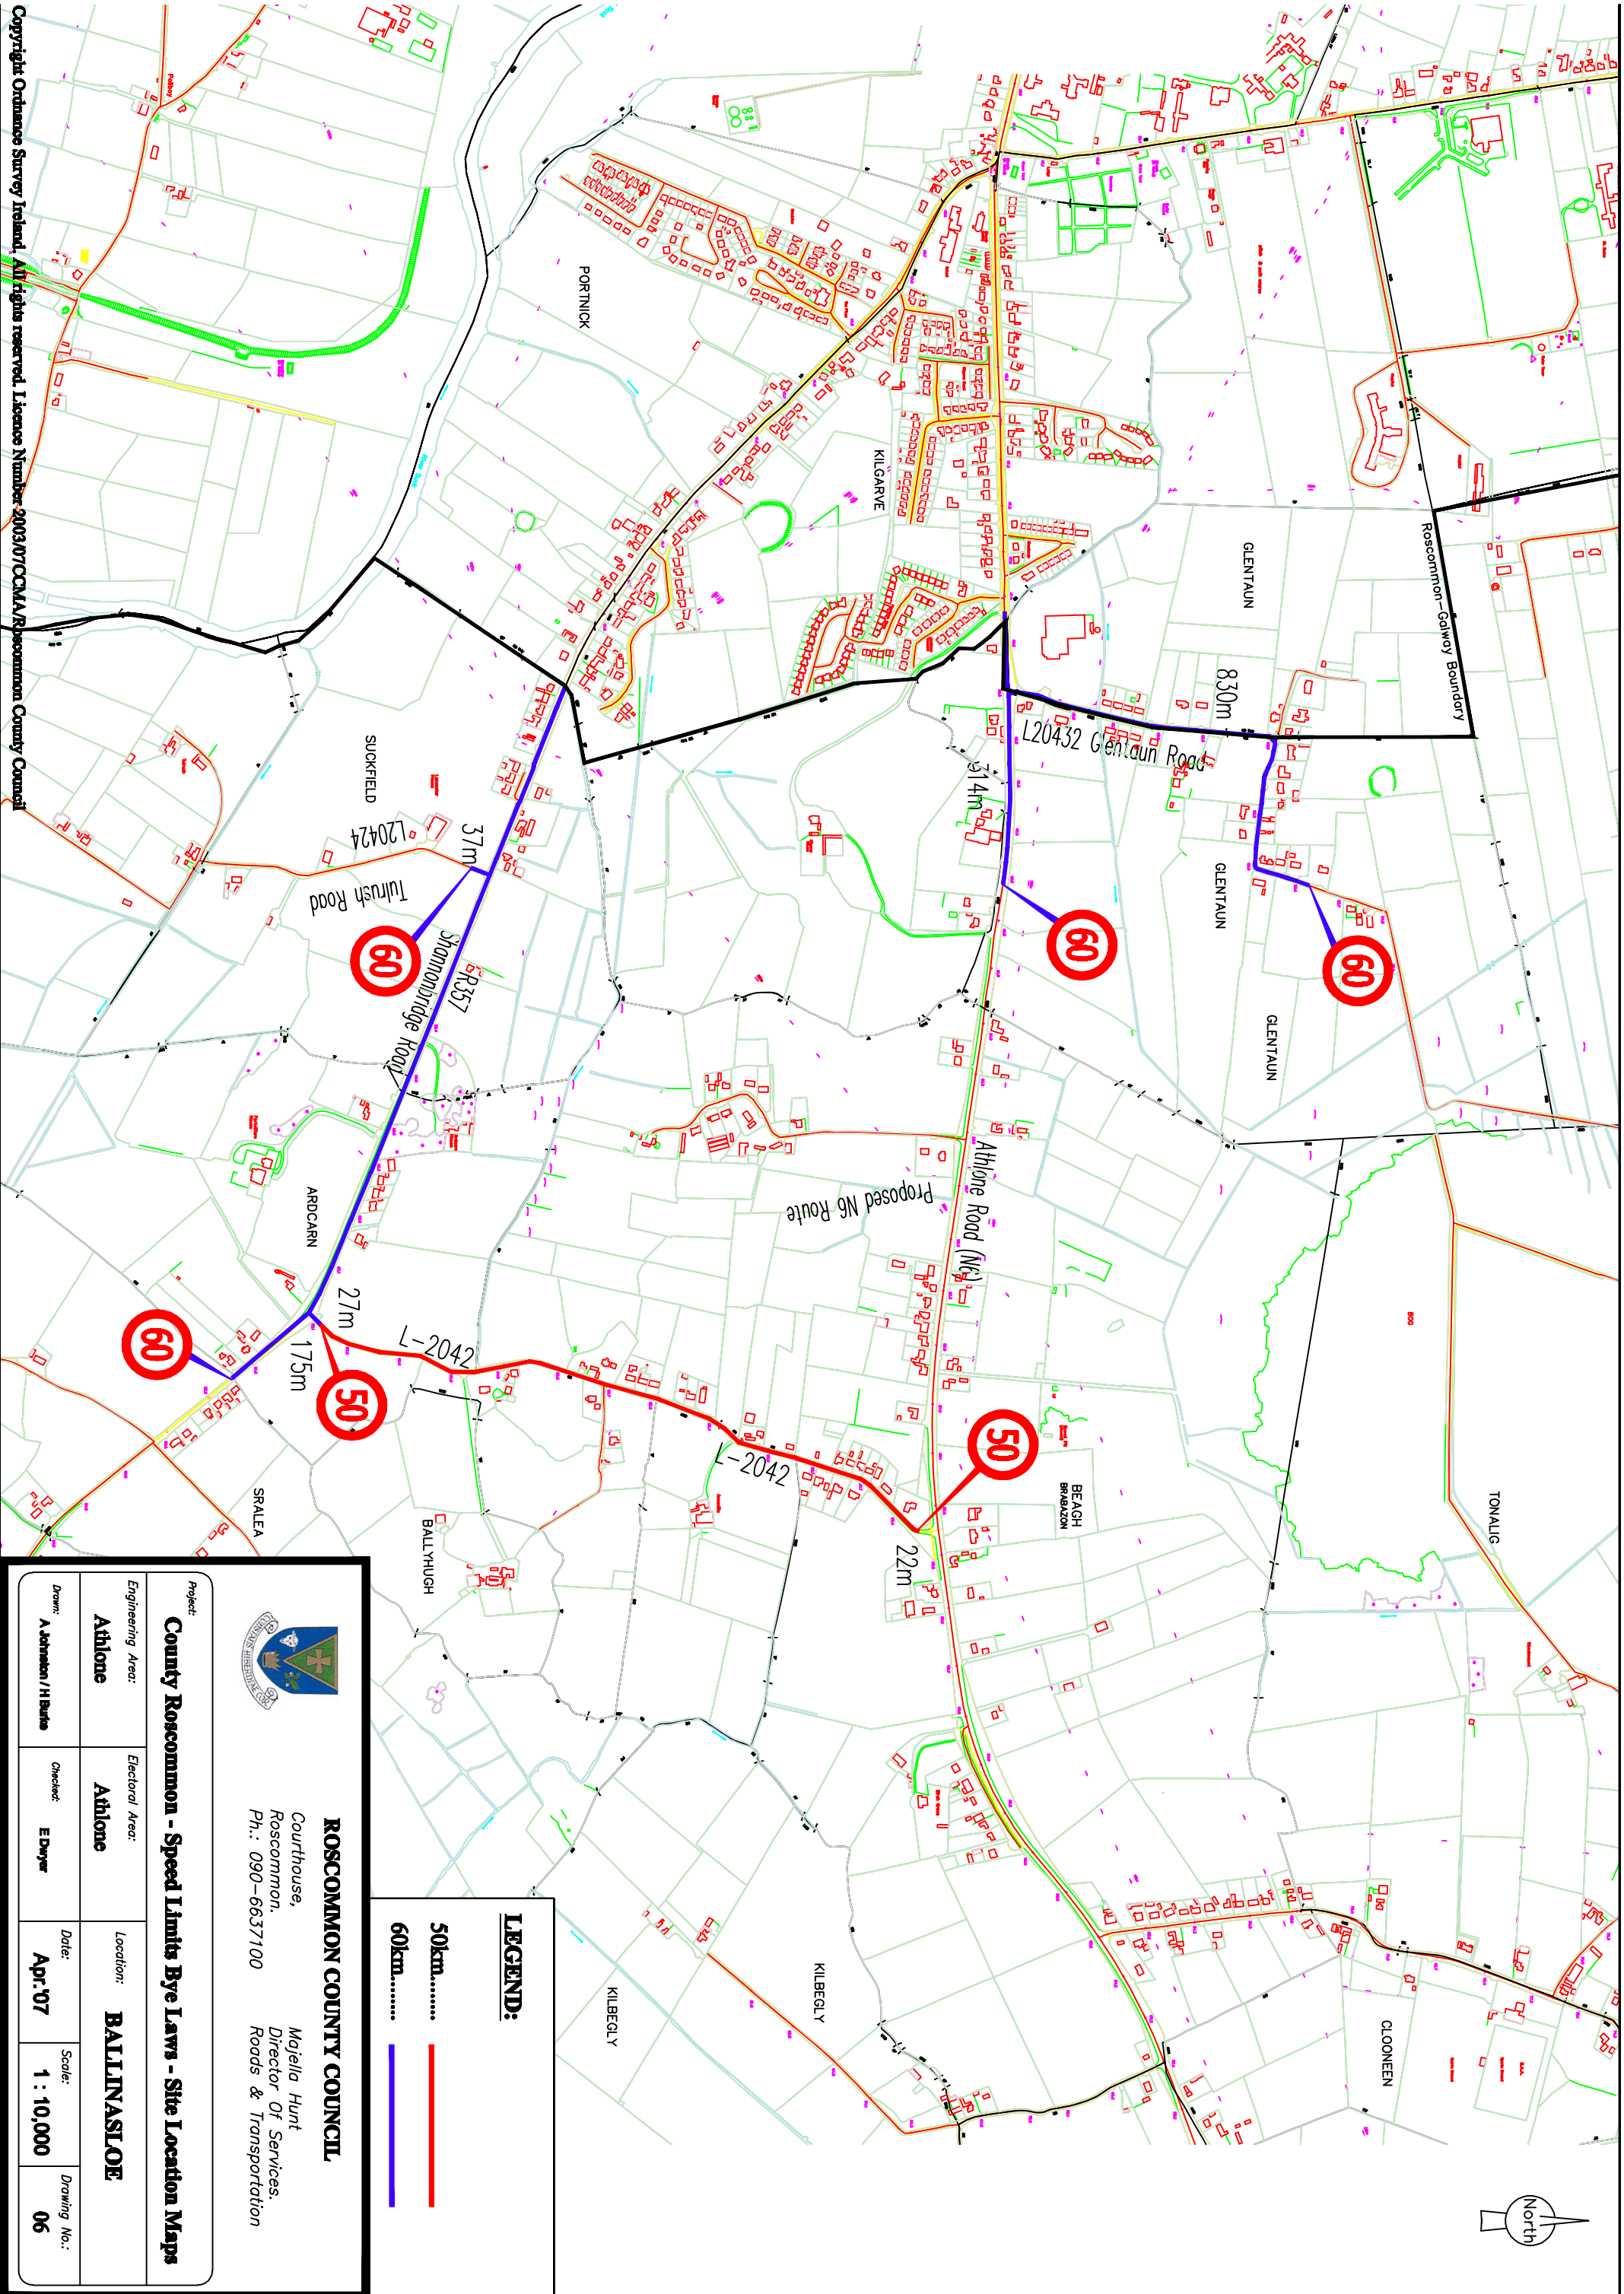 Roscommon-Galway Boundary
GLENTAUN
830m
L20432 Glentaun Road
GLENTAUN
GLENTAUN
60
60
314m
KILGARVE
PORTNICK
TONALIG
BOG
CLOONEEN
BEAGH
BRABAZON
Athlone Road (N6)
Proposed N6 Route
50
22m
L-2042
L-2042
KILBEGLY
KILBEGLY
SUCKFIELD
L20424
37m
Tulrush Road
60
R357
Shannonbridge Road
River Suck
Pollboy
ARDCARN
27m
175m
50
60
BALLYHUGH
SRALEA
North
LEGEND:
50km..........
60km.........
ROSCOMMON COUNTY COUNCIL
Courthouse,
Roscommon.
Ph.: 090-6637100
Majella Hunt
Director Of Services.
Roads & Transportation
Project:
County Roscommon - Speed Limits Bye Laws - Site Location Maps
Engineering Area:
Athlone
Electoral Area:
Athlone
Location:
BALLINASLOE
Drawn:
A Johnston / H Burke
Checked:
E Dwyer
Date:
Apr.'07
Scale:
1 : 10,000
Drawing No.:
06
Copyright Ordnance Survey Ireland. All rights reserved. Licence Number 2003/07CCMA/Roscommon County Council